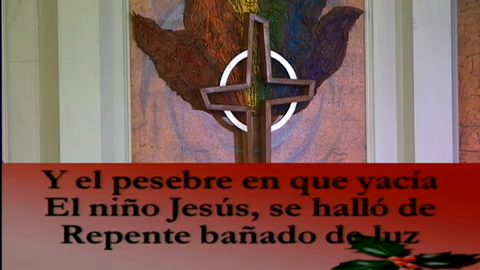 Y el pesebre en que yacía
El niño Jesús, se halló de
Repente bañado de luz